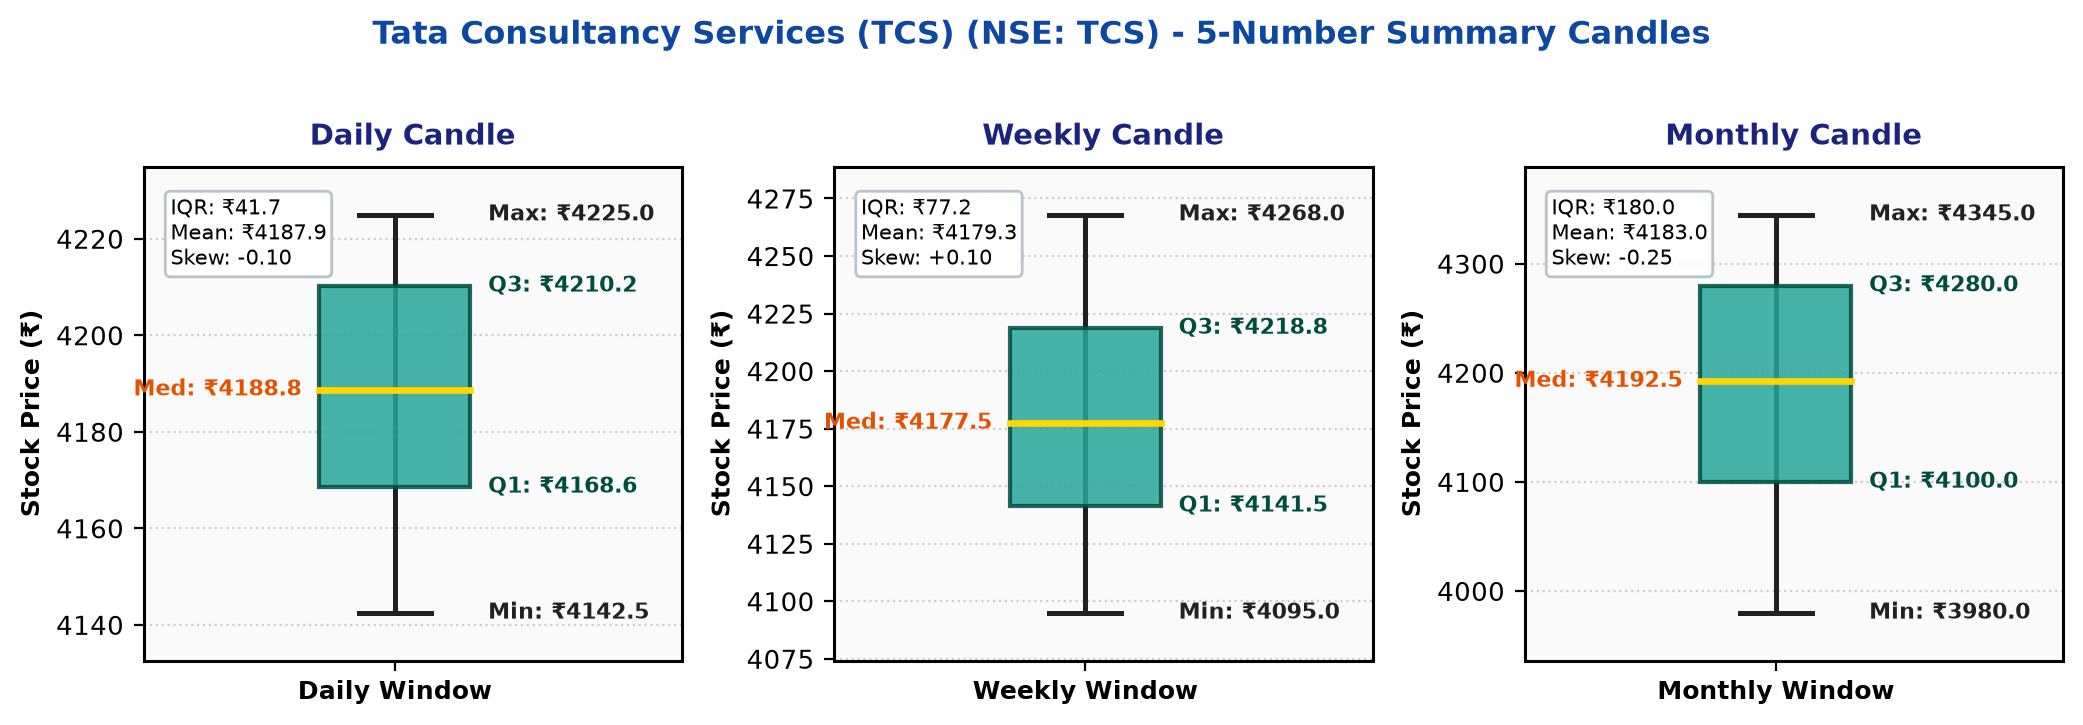 Tata Consultancy Services (TCS) (NSE: TCS) - 5-Number Summary Candles
Daily Candle
Stock Price (₹)
4220
4200
4180
4160
4140
IQR: ₹41.7
Mean: ₹4187.9
Skew: -0.10
Max: ₹4225.0
Q3: ₹4210.2
Med: ₹4188.8
Q1: ₹4168.6
Min: ₹4142.5
Daily Window
Weekly Candle
Stock Price (₹)
4275
4250
4225
4200
4175
4150
4125
4100
4075
IQR: ₹77.2
Mean: ₹4179.3
Skew: +0.10
Max: ₹4268.0
Q3: ₹4218.8
Med: ₹4177.5
Q1: ₹4141.5
Min: ₹4095.0
Weekly Window
Monthly Candle
Stock Price (₹)
4300
4200
4100
4000
IQR: ₹180.0
Mean: ₹4183.0
Skew: -0.25
Max: ₹4345.0
Q3: ₹4280.0
Med: ₹4192.5
Q1: ₹4100.0
Min: ₹3980.0
Monthly Window